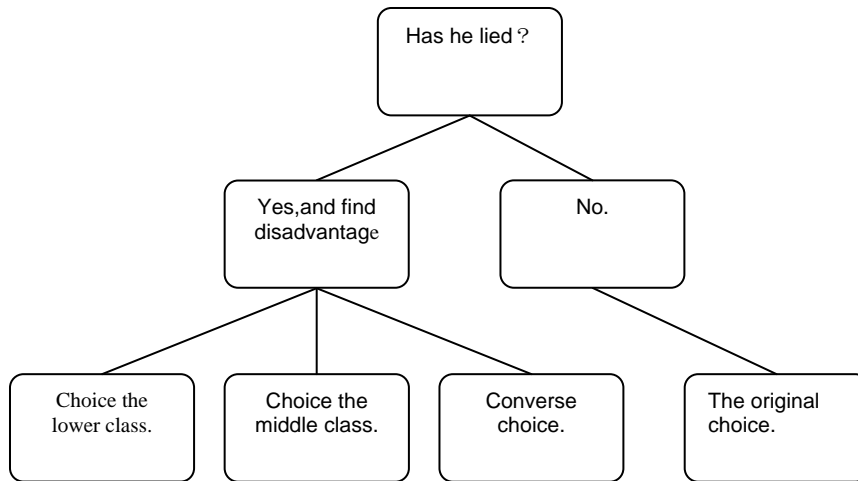 Has he lied？
Yes,and find
disadvantage
No.
Choice the
lower class.
Choice the
middle class.
Converse
choice.
The original
choice.